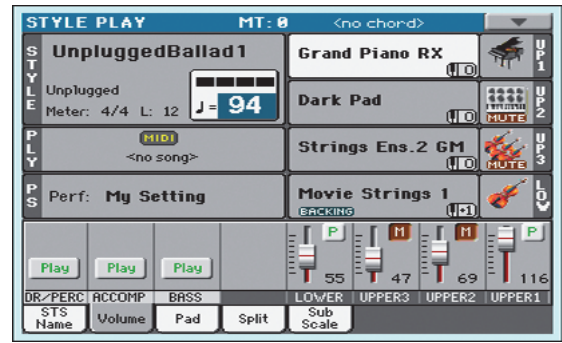 STYLE PLAY MT: 0 <no chord>
STYLE
UnpluggedBallad1
Unplugged
Meter: 4/4 L: 12
♩= 94
Grand Piano RX
0
UP1
Dark Pad
0
MUTE
UP2
PLY
MIDI
<no song>
Strings Ens.2 GM
0
MUTE
UP3
PS
Perf: My Setting
Movie Strings 1
BACKING
+1
LOW
Play Play Play
P M M P
55 47 69 116
DR/PERC ACCOMP BASS LOWER UPPER3 UPPER2 UPPER1
STS Name Volume Pad Split Sub Scale